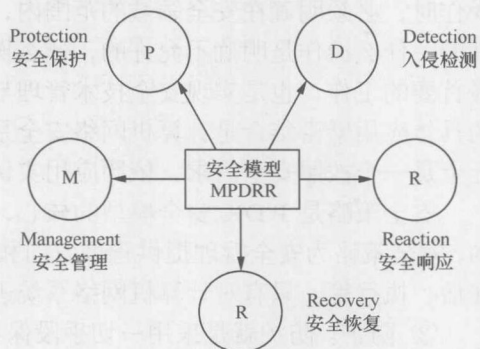 Protection
安全保护
P
D
Detection
入侵检测
安全模型
MPDRR
M
Management
安全管理
R
Reaction
安全响应
R
Recovery
安全恢复